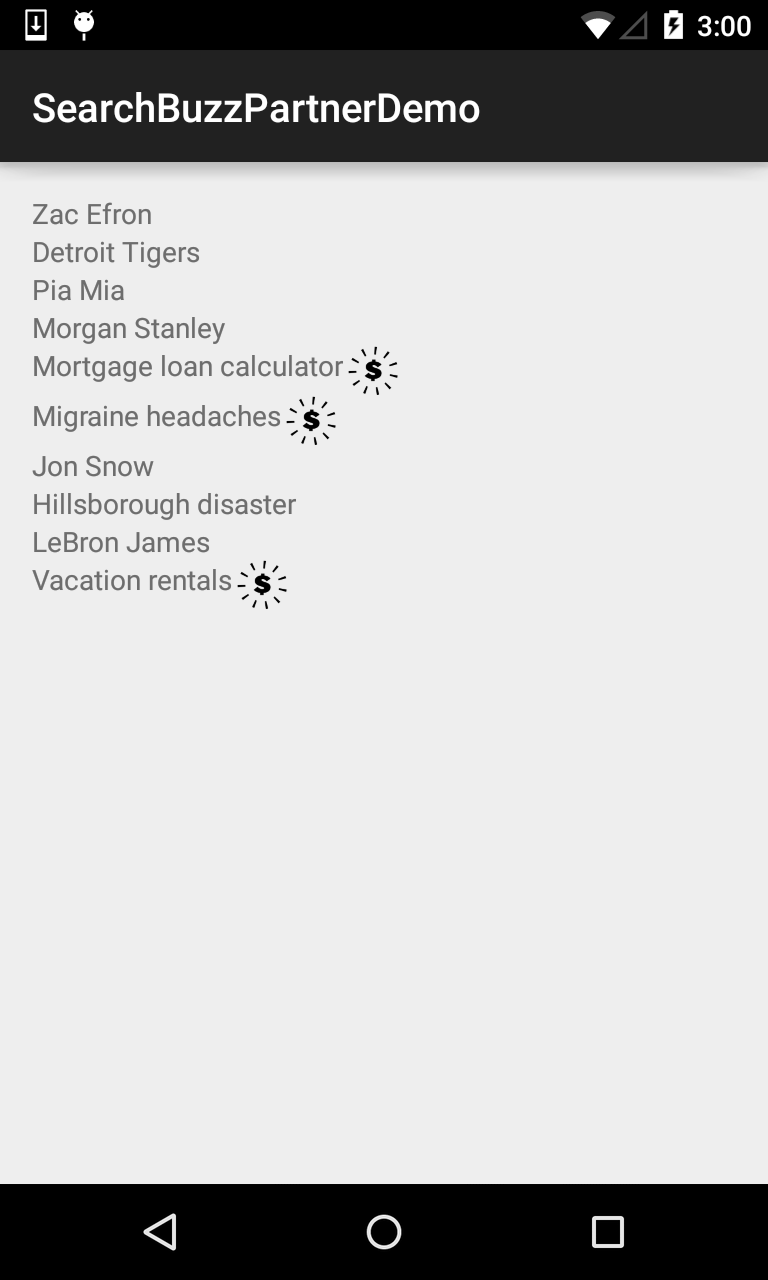 3:00
SearchBuzzPartnerDemo
Zac Efron
Detroit Tigers
Pia Mia
Morgan Stanley
Mortgage loan calculator $
Migraine headaches $
Jon Snow
Hillsborough disaster
LeBron James
Vacation rentals $